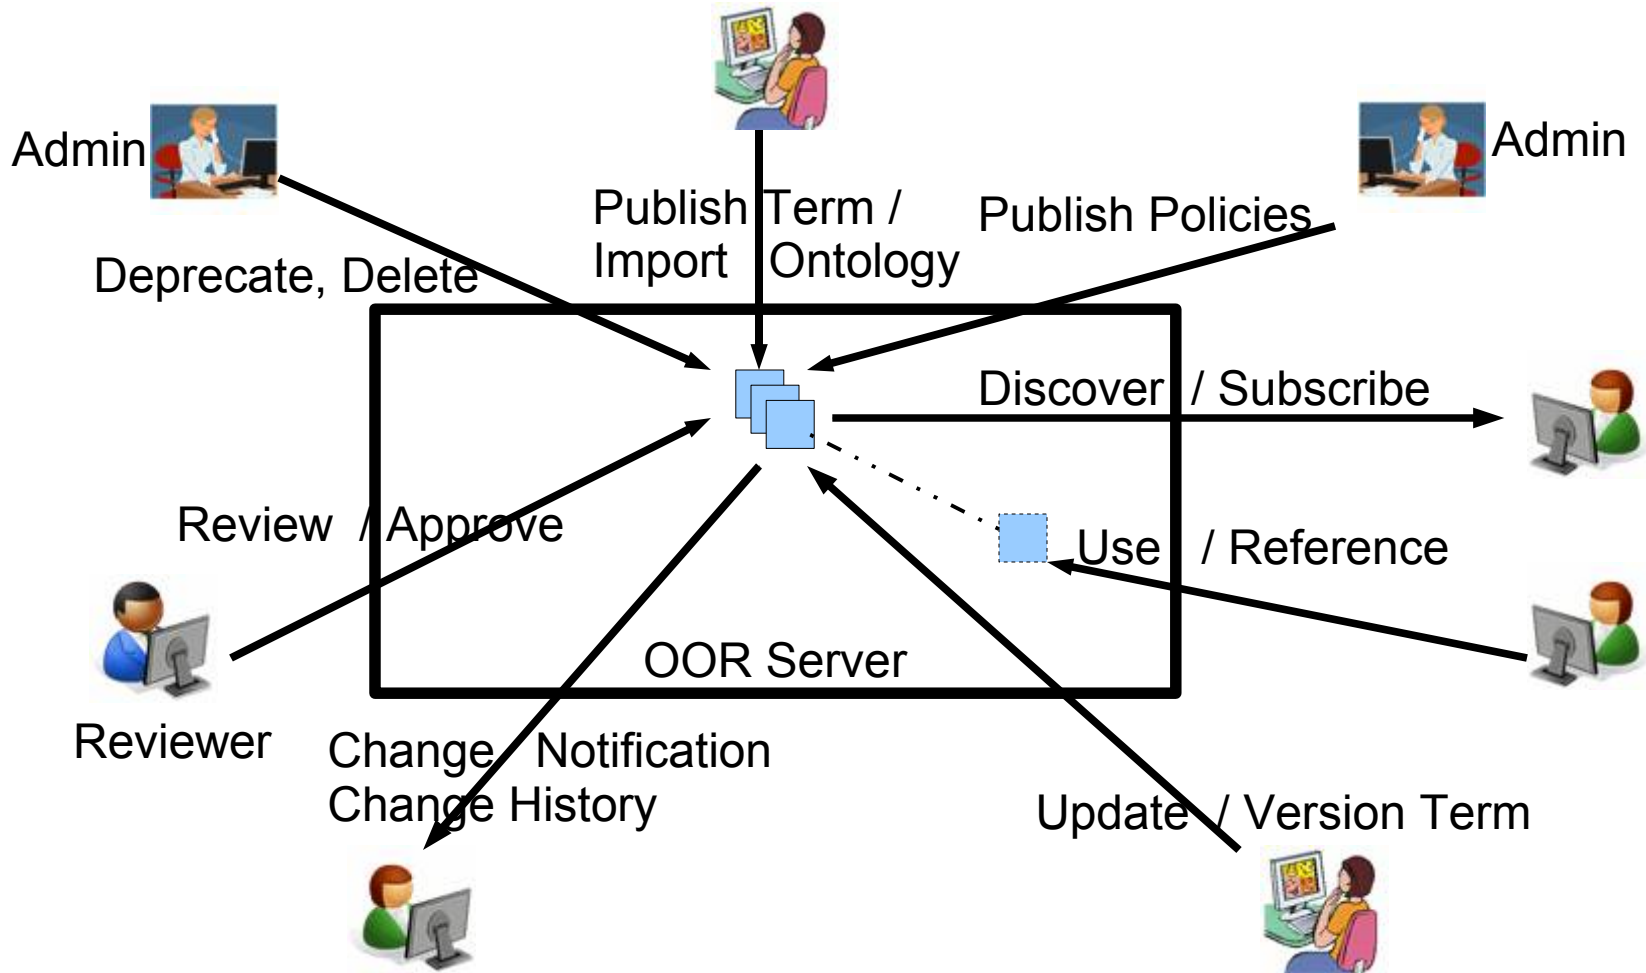 Admin
Admin
Publish Term /
Import Ontology
Publish Policies
Deprecate, Delete
Discover / Subscribe
Review / Approve
Use / Reference
OOR Server
Reviewer
Change Notification
Change History
Update / Version Term